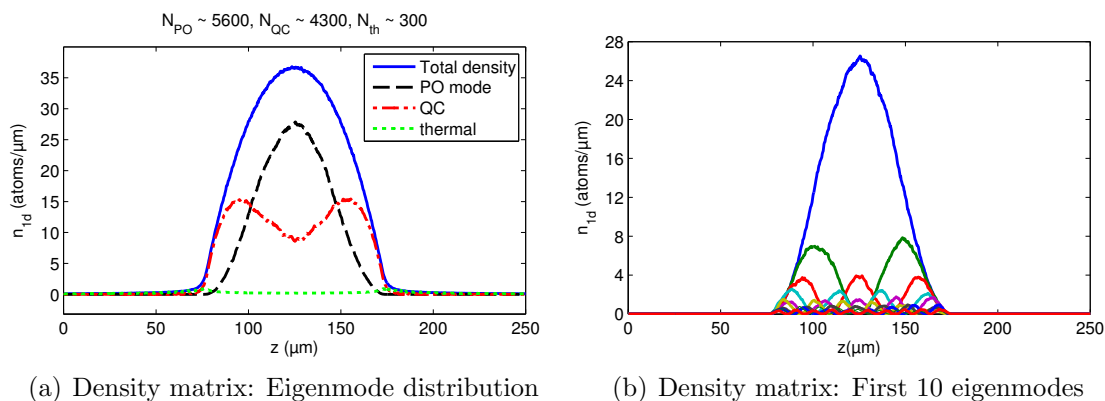 N_PO ~ 5600, N_QC ~ 4300, N_th ~ 300
n_1d (atoms/µm)
35
30
25
20
15
10
5
0
Total density
PO mode
QC
thermal
0 50 100 150 200 250
z (µm)
(a) Density matrix: Eigenmode distribution
n_1d (atoms/µm)
28
24
20
16
12
8
4
0
0 50 100 150 200 250
z(µm)
(b) Density matrix: First 10 eigenmodes